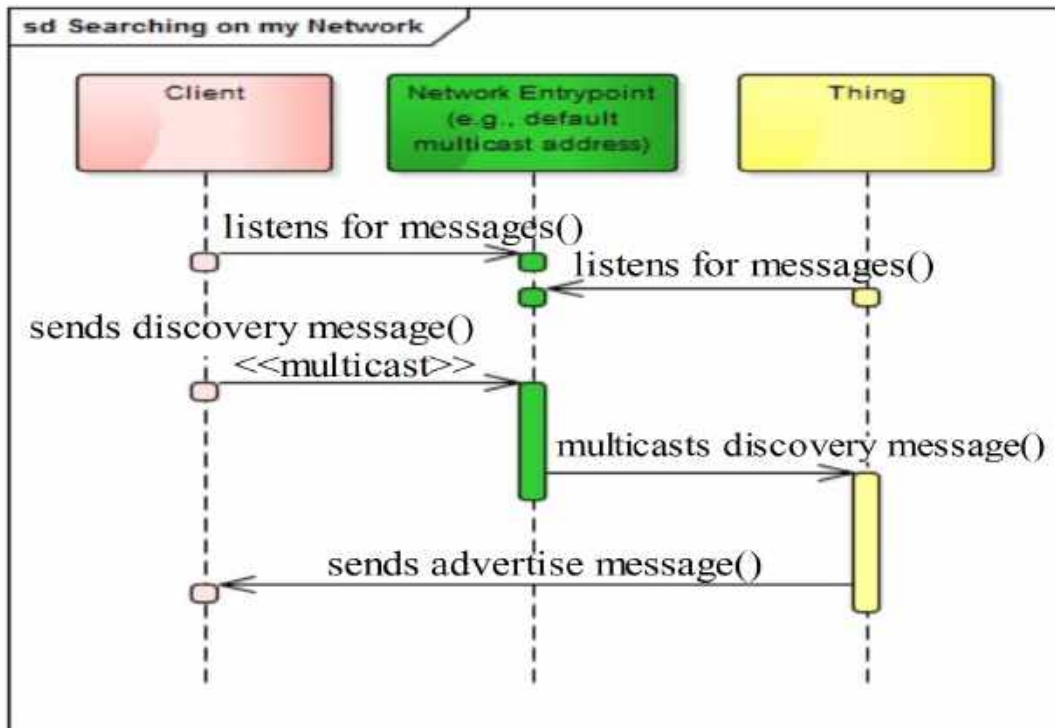 sd Searching on my Network
Client
Network Entrypoint
(e.g., default
multicast address)
Thing
listens for messages()
listens for messages()
sends discovery message()
<<multicast>>
multicasts discovery message()
sends advertise message()